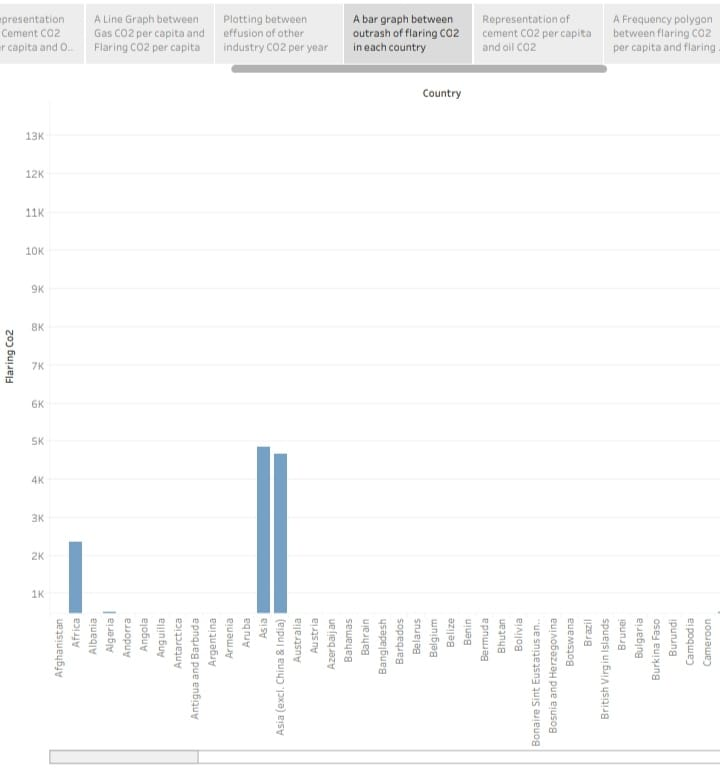 epresentation
Cement CO2
r capita and O..
A Line Graph between
Gas CO2 per capita and
Flaring CO2 per capita
Plotting between
effusion of other
industry CO2 per year
A bar graph between
outrash of flaring CO2
in each country
Representation of
cement CO2 per capita
and oil CO2
A Frequency polygon
between flaring CO2
per capita and flaring .
Country
Flaring Co2
13K
12K
11K
10K
9K
8K
7K
6K
5K
4K
3K
2K
1K
Afghanistan
Africa
Albania
Algeria
Andorra
Angola
Anguilla
Antarctica
Antigua and Barbuda
Argentina
Armenia
Aruba
Asia
Asia (excl. China & India)
Australia
Austria
Azerbaijan
Bahamas
Bahrain
Bangladesh
Barbados
Belarus
Belgium
Belize
Benin
Bermuda
Bhutan
Bolivia
Bonaire Sint Eustatius an..
Bosnia and Herzegovina
Botswana
Brazil
British Virgin Islands
Brunei
Bulgaria
Burkina Faso
Burundi
Cambodia
Cameroon